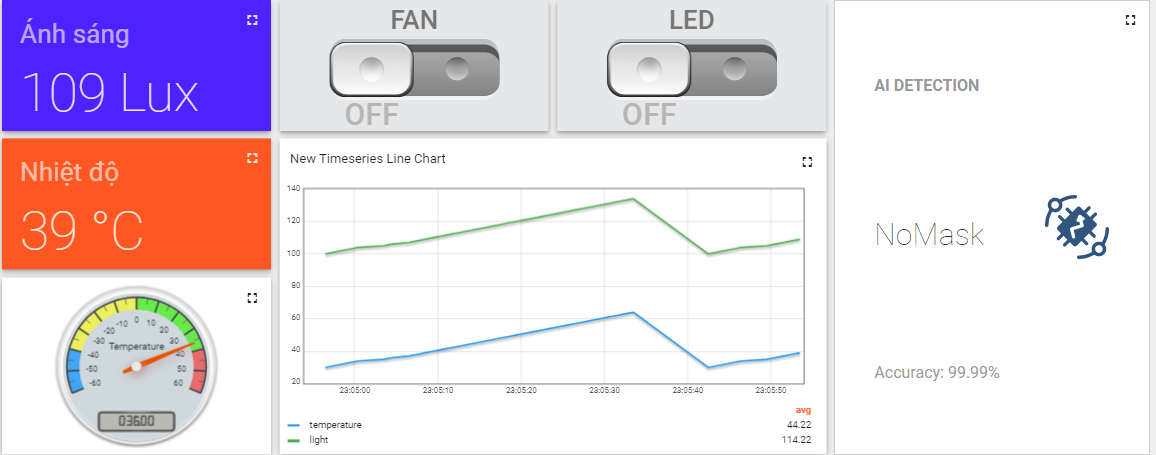 Ánh sáng
109 Lux
FAN
OFF
LED
OFF
AI DETECTION
NoMask
Accuracy: 99.99%
Nhiệt độ
39 °C
New Timeseries Line Chart
140
120
100
80
60
40
20
23:05:00 23:05:10 23:05:20 23:05:30 23:05:40 23:05:50
avg
temperature 44.22
light 114.22
-60 -50 -40 -30 -20 -10 0 10 20 30 40 50 60
Temperature
036.00